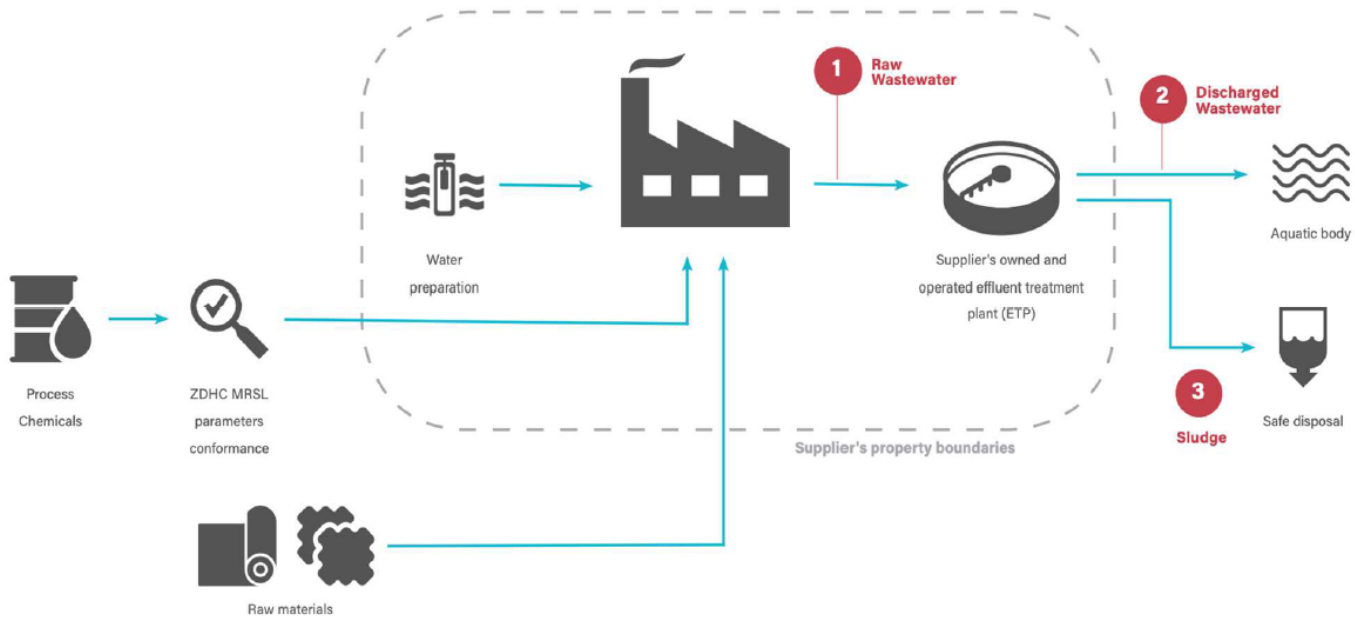 1
Raw
Wastewater
2
Discharged
Wastewater
Water
preparation
Supplier's owned and
operated effluent treatment
plant (ETP)
Aquatic body
Process
Chemicals
ZDHC MRSL
parameters
conformance
3
Sludge
Safe disposal
Supplier's property boundaries
Raw materials